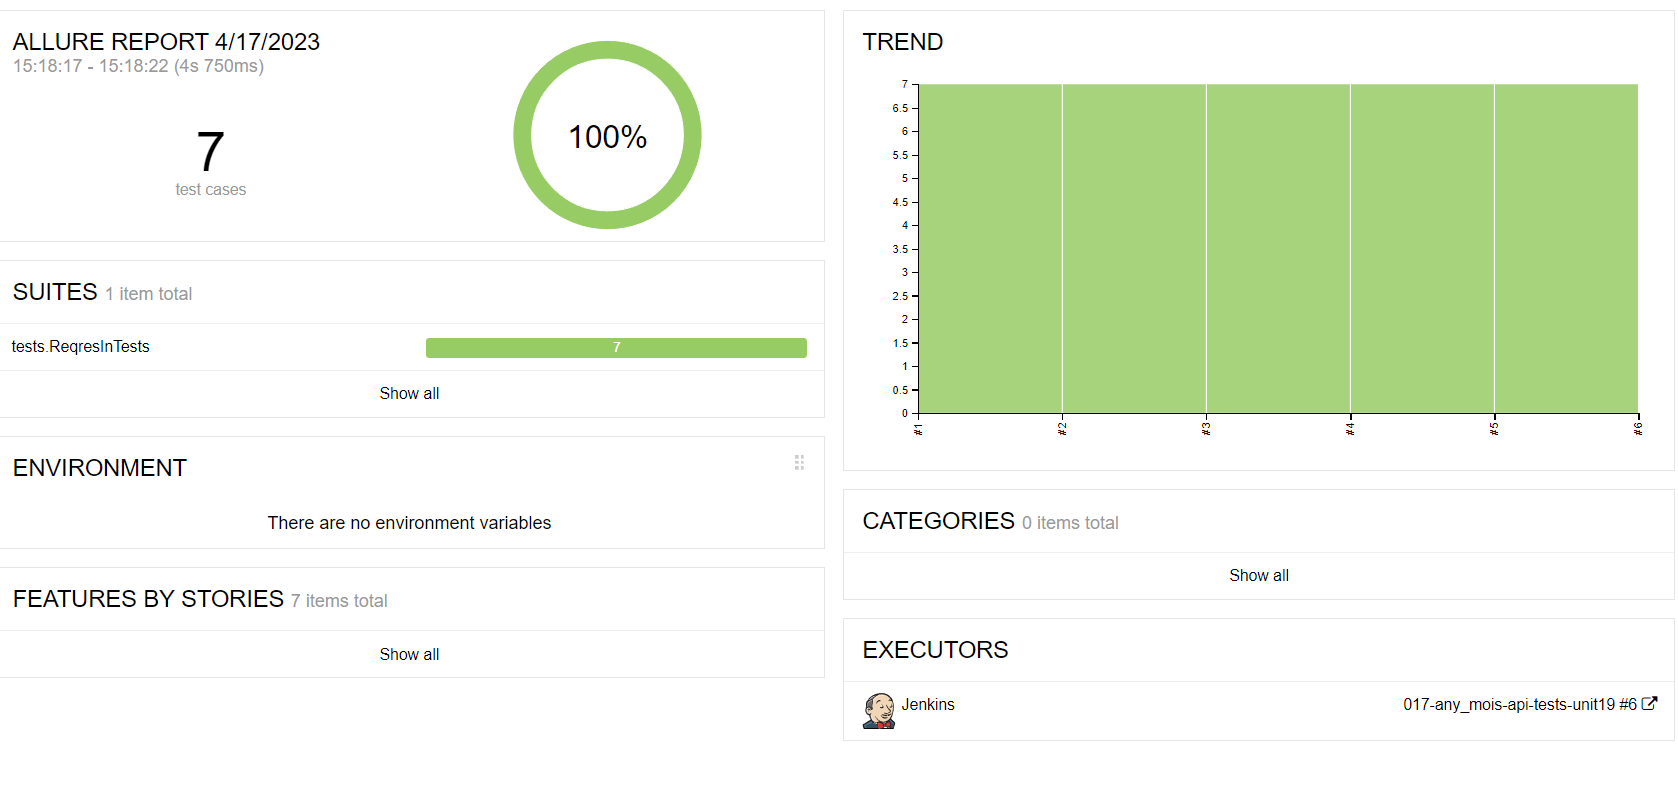 ALLURE REPORT 4/17/2023
15:18:17 - 15:18:22 (4s 750ms)
7
test cases
100%
SUITES 1 item total
tests.ReqresInTests 7
Show all
ENVIRONMENT
There are no environment variables
FEATURES BY STORIES 7 items total
Show all
TREND
7
6.5
6
5.5
5
4.5
4
3.5
3
2.5
2
1.5
1
0.5
0
#1 #2 #3 #4 #5 #6
CATEGORIES 0 items total
Show all
EXECUTORS
Jenkins 017-any_mois-api-tests-unit19 #6